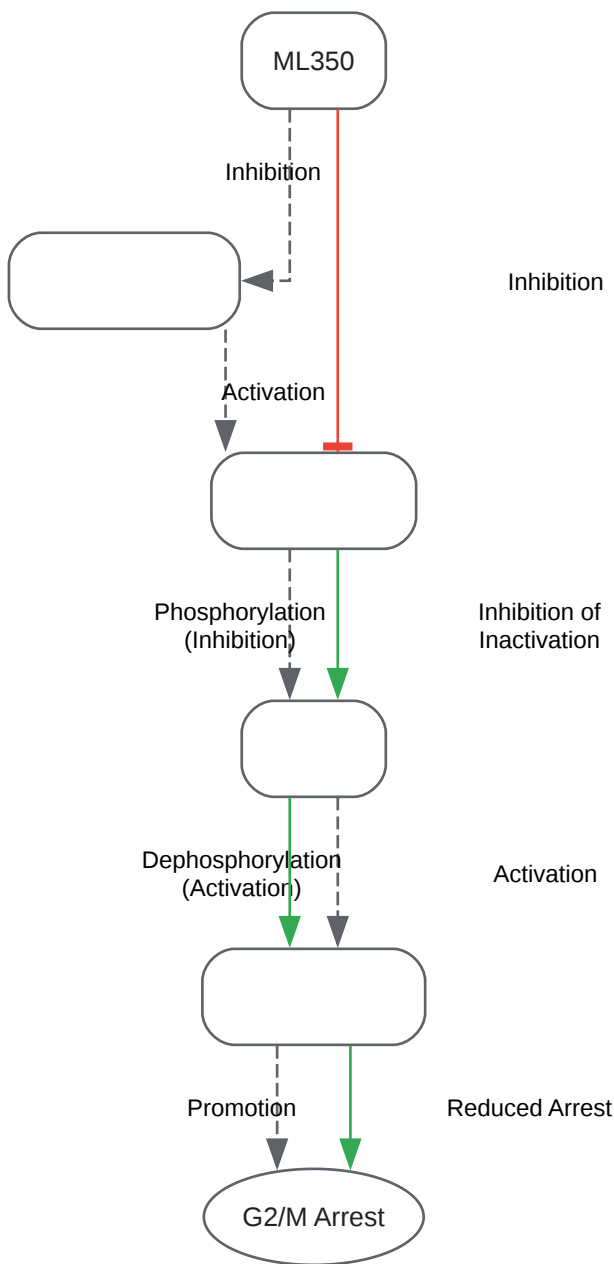 ML350
Inhibition
Inhibition
Activation
Phosphorylation
(Inhibition)
Inhibition of
Inactivation
Dephosphorylation
(Activation)
Activation
Promotion
Reduced Arrest
G2/M Arrest